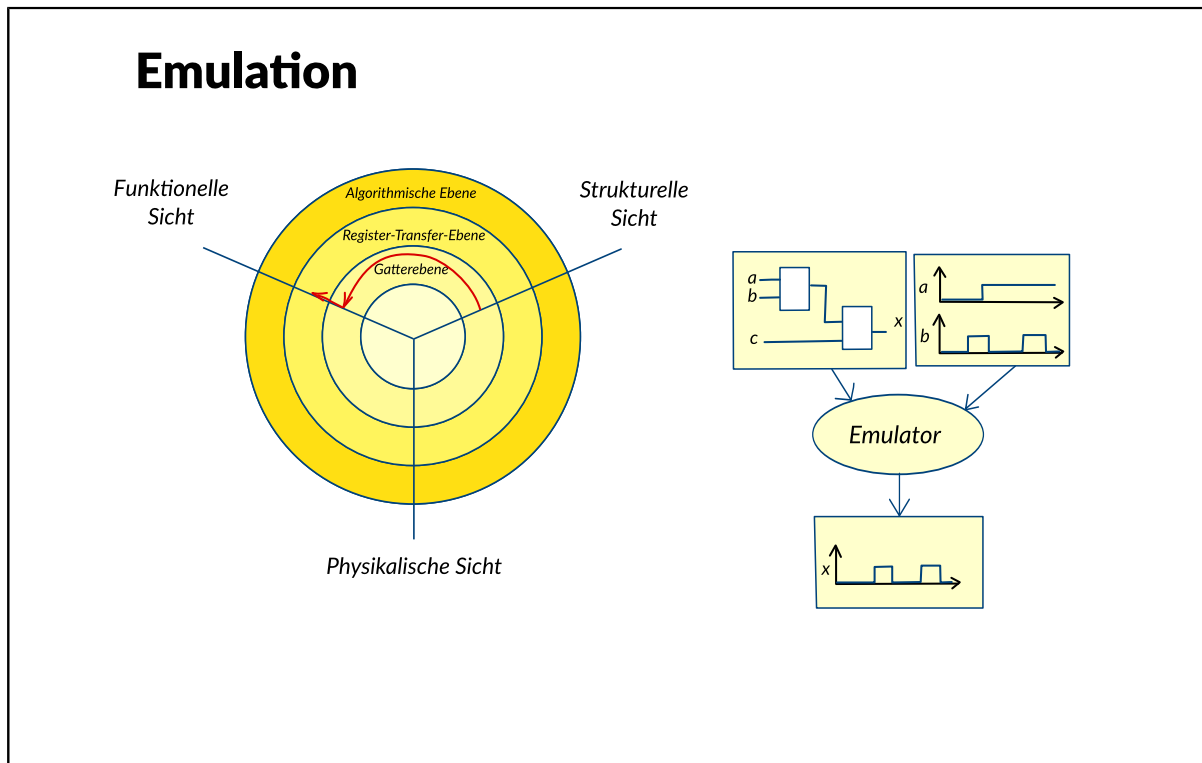 Emulation
Funktionelle
Sicht
Algorithmische Ebene
Strukturelle
Sicht
Register-Transfer-Ebene
Gatterebene
Physikalische Sicht
a
b
c
x
a
b
Emulator
x